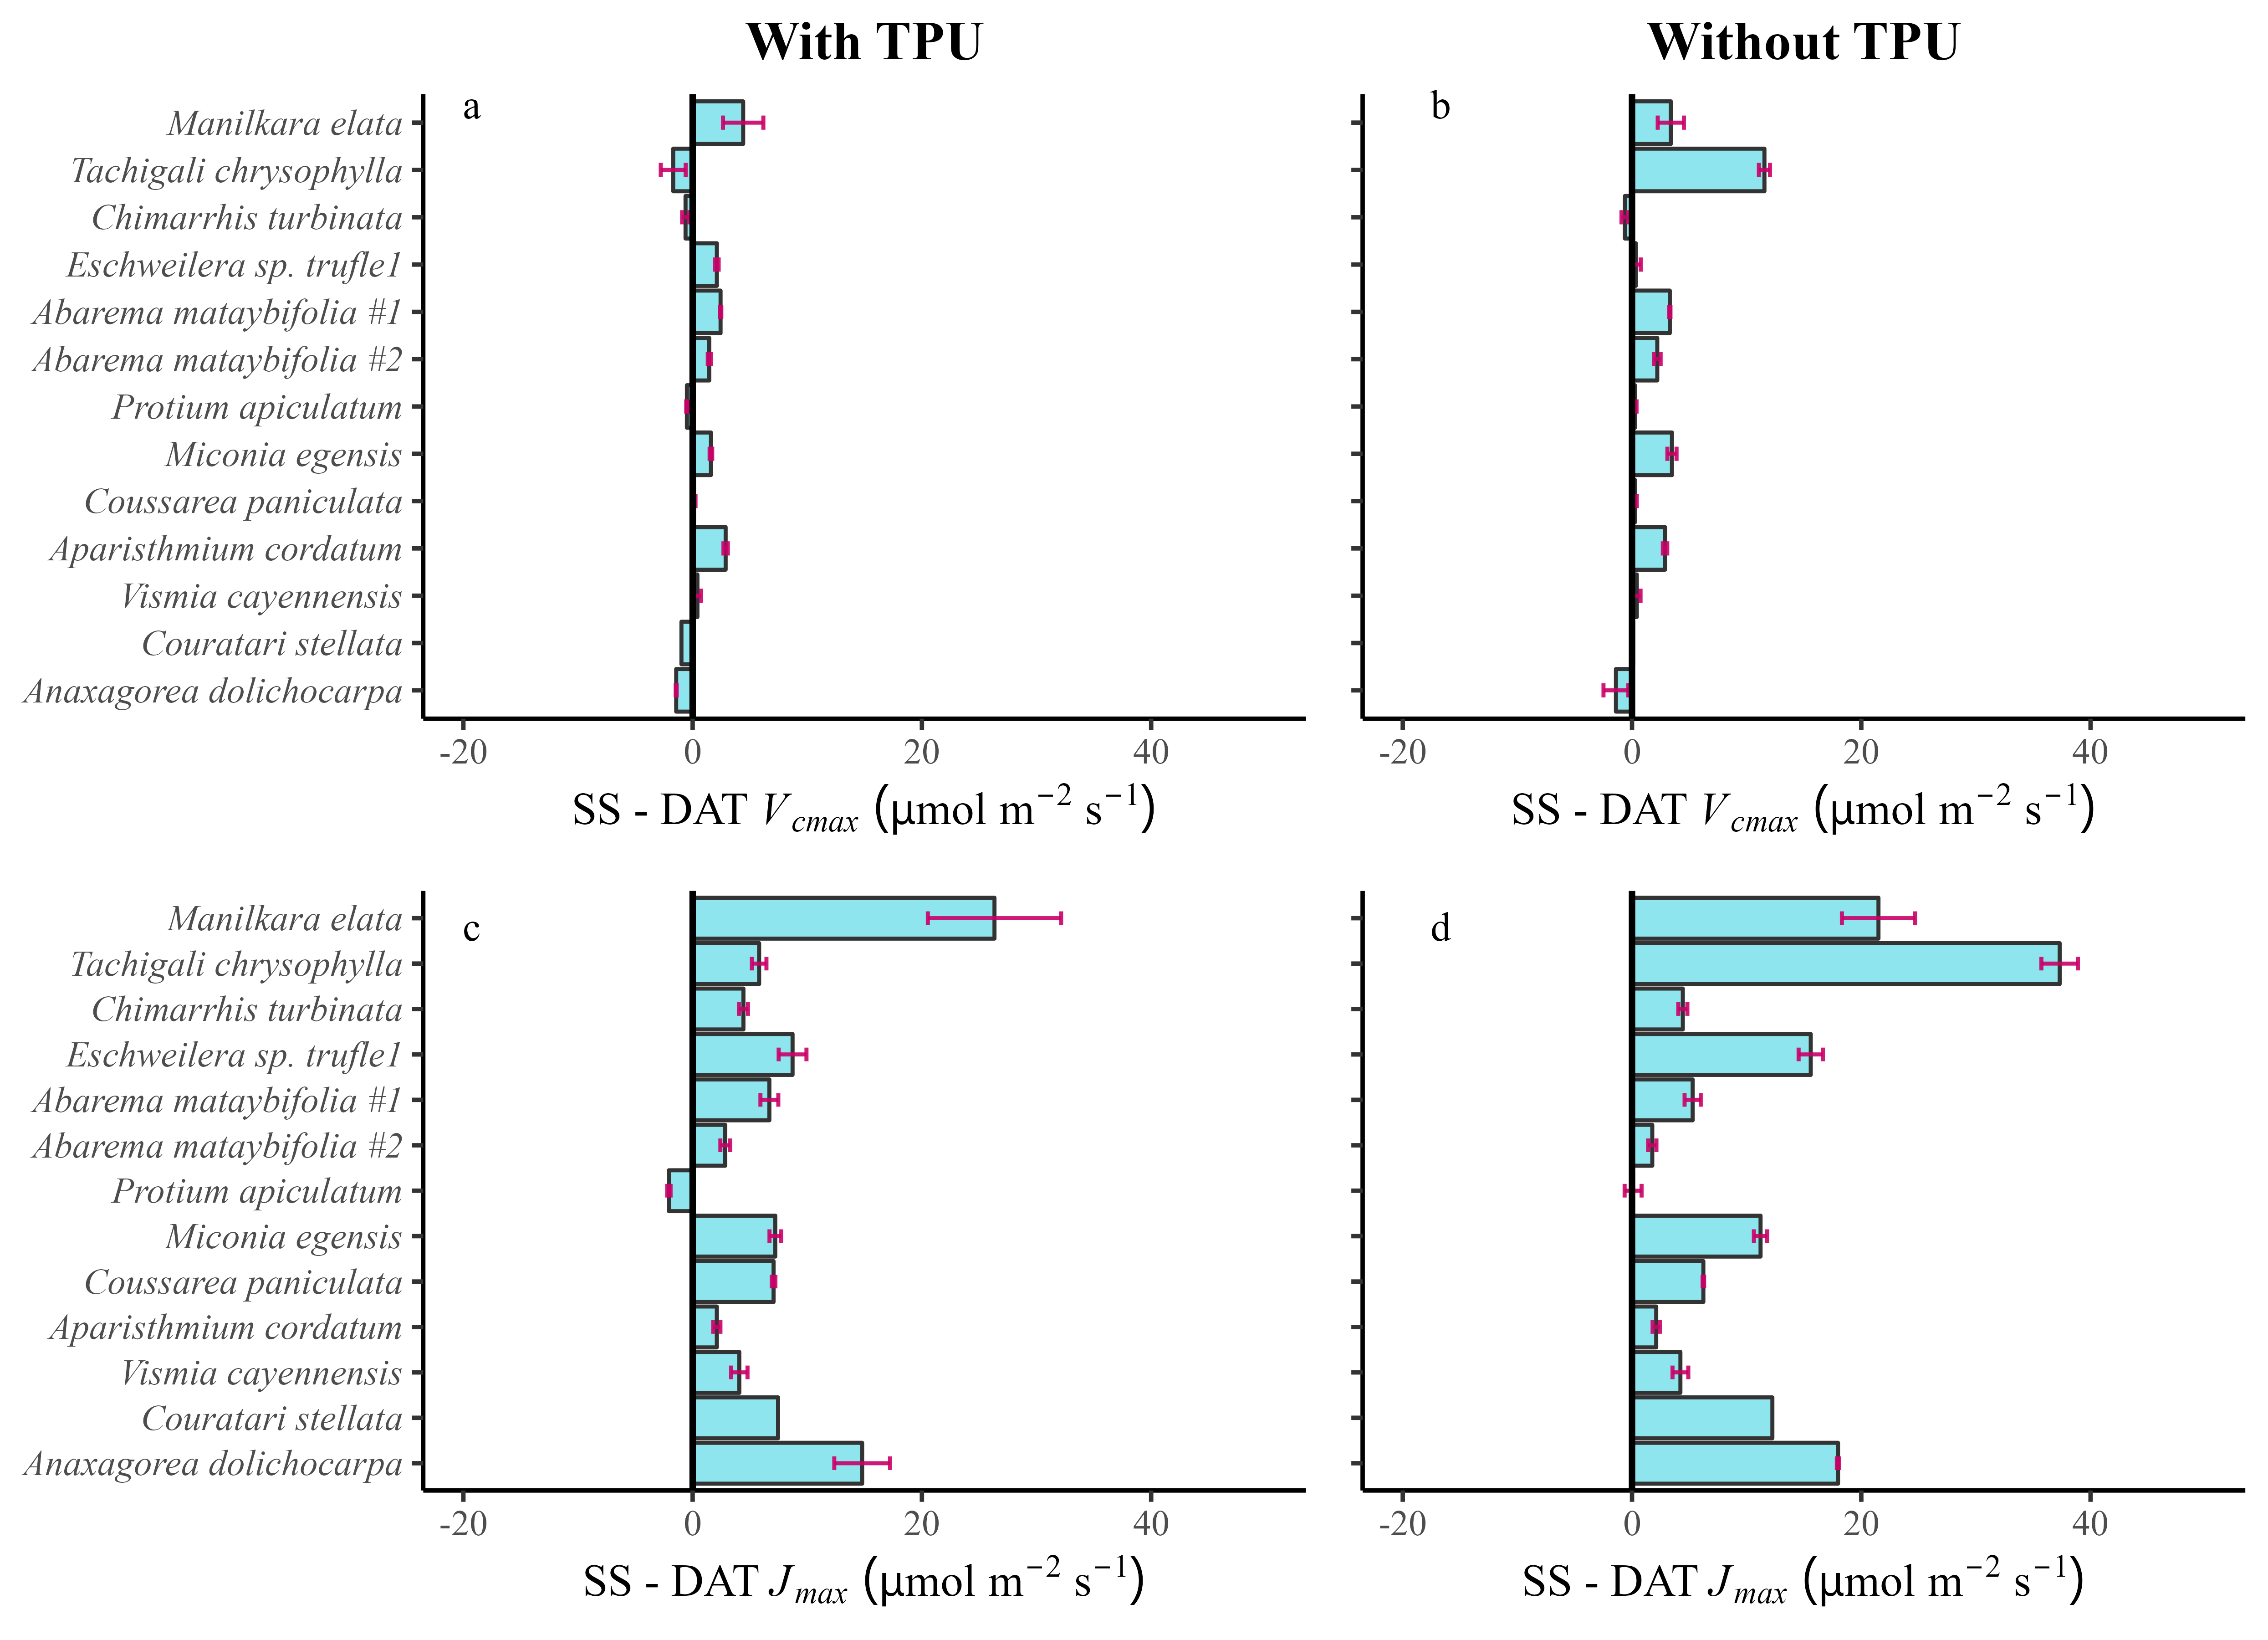 With TPU
Without TPU
a
b
Manilkara elata
Tachigali chrysophylla
Chimarrhis turbinata
Eschweilera sp. trufle1
Abarema mataybifolia #1
Abarema mataybifolia #2
Protium apiculatum
Miconia egensis
Coussarea paniculata
Aparisthmium cordatum
Vismia cayennensis
Couratari stellata
Anaxagorea dolichocarpa
-20 0 20 40
-20 0 20 40
SS - DAT Vcmax (μmol m⁻² s⁻¹)
SS - DAT Vcmax (μmol m⁻² s⁻¹)
c
d
Manilkara elata
Tachigali chrysophylla
Chimarrhis turbinata
Eschweilera sp. trufle1
Abarema mataybifolia #1
Abarema mataybifolia #2
Protium apiculatum
Miconia egensis
Coussarea paniculata
Aparisthmium cordatum
Vismia cayennensis
Couratari stellata
Anaxagorea dolichocarpa
-20 0 20 40
-20 0 20 40
SS - DAT Jmax (μmol m⁻² s⁻¹)
SS - DAT Jmax (μmol m⁻² s⁻¹)